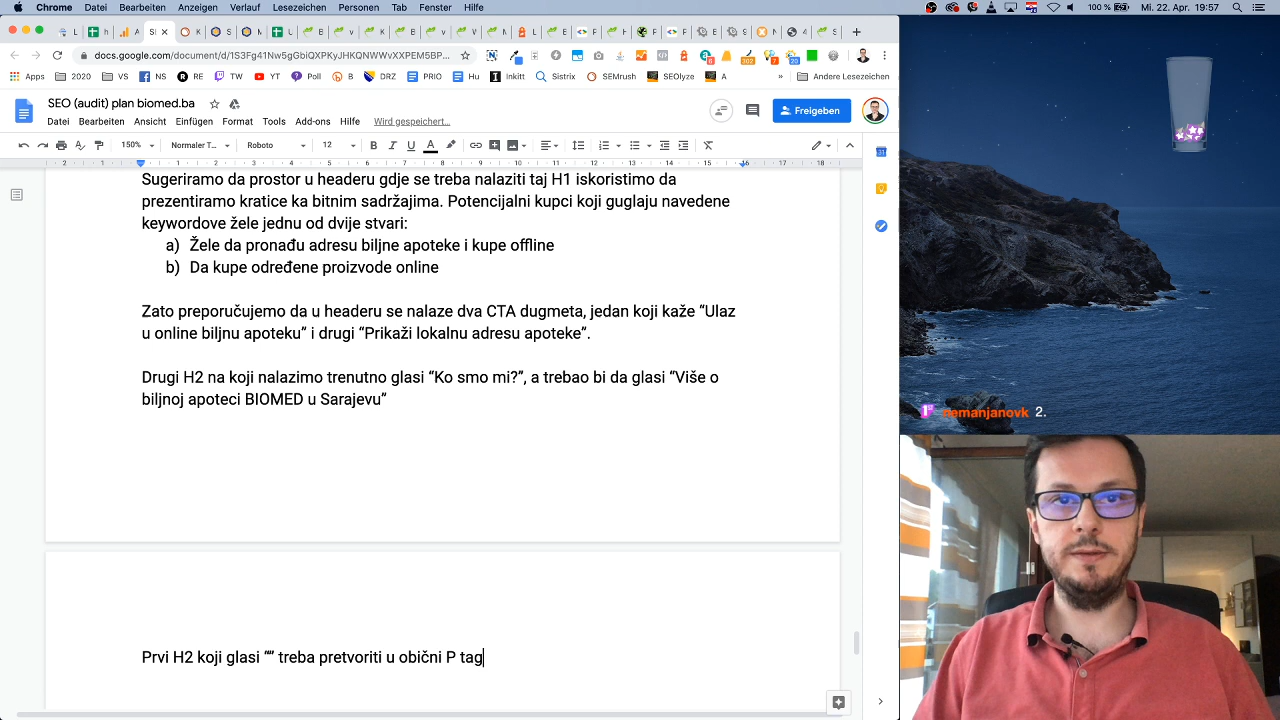 Chrome Datei Bearbeiten Anzeigen Verlauf Lesezeichen Personen Tab Fenster Hilfe 100 % Mi. 22. Apr. 19:57
docs.google.com/document/d/1S3Fg41Nw5gGbiQXPKyJHKQNWWvXXPEM5BP...
Apps 2020 VS NS RE TW YT Poll B DRZ PRIO Hu Inkitt Sistrix SEMrush SEOlyze A » Andere Lesezeichen
SEO (audit) plan biomed.ba
Datei Bearbeiten Ansicht Einfügen Format Tools Add-ons Hilfe Wird gespeichert...
Freigeben
150% Normaler T... Roboto 12
Sugeriramo da prostor u headeru gdje se treba nalaziti taj H1 iskoristimo da
prezentiramo kratice ka bitnim sadržajima. Potencijalni kupci koji guglaju navedene
keywordove žele jednu od dvije stvari:
a) Žele da pronađu adresu biljne apoteke i kupe offline
b) Da kupe određene proizvode online
Zato preporučujemo da u headeru se nalaze dva CTA dugmeta, jedan koji kaže “Ulaz
u online biljnu apoteku” i drugi “Prikaži lokalnu adresu apoteke”.
Drugi H2 na koji nalazimo trenutno glasi “Ko smo mi?”, a trebao bi da glasi “Više o
biljnoj apoteci BIOMED u Sarajevu”
Prvi H2 koji glasi “” treba pretvoriti u obični P tag
nemanjanovk 2.